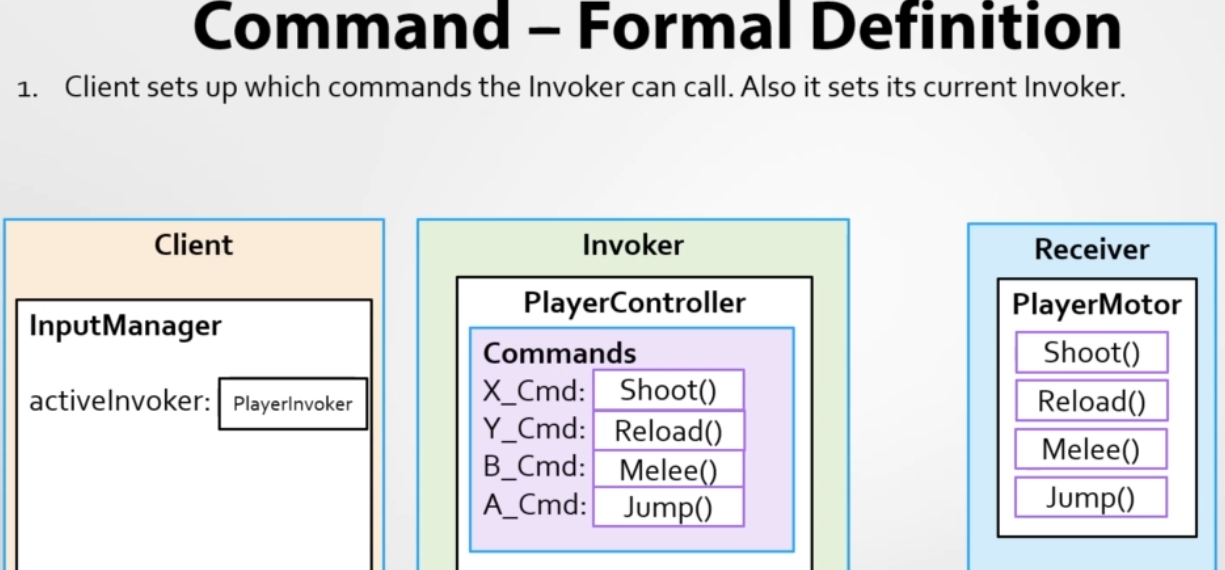 Command – Formal Definition
1. Client sets up which commands the Invoker can call. Also it sets its current Invoker.
Client
InputManager
activeInvoker: PlayerInvoker
Invoker
PlayerController
Commands
X_Cmd: Shoot()
Y_Cmd: Reload()
B_Cmd: Melee()
A_Cmd: Jump()
Receiver
PlayerMotor
Shoot()
Reload()
Melee()
Jump()